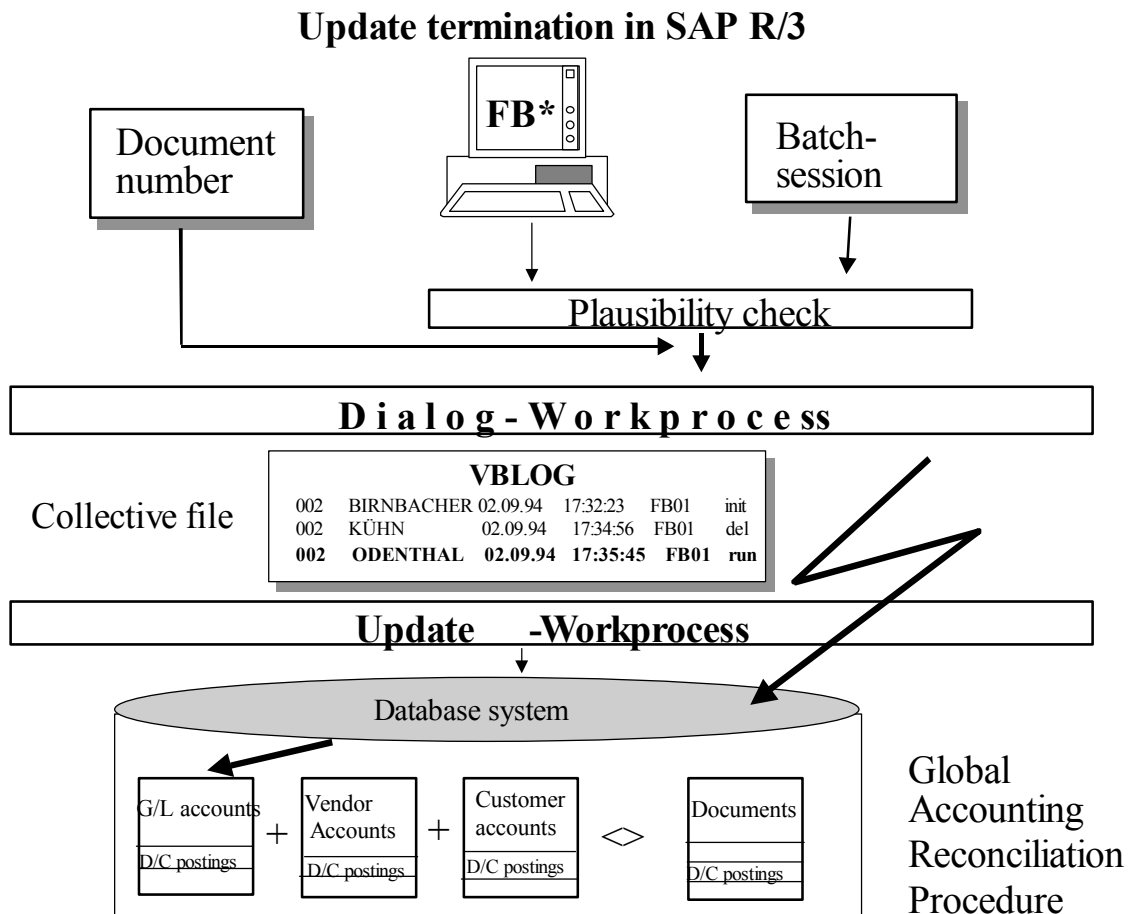 Update termination in SAP R/3
FB*
Document
number
Batch-
session
Plausibility check
Dialog-Workprocess
VBLOG
Collective file
002 BIRNBACHER 02.09.94 17:32:23 FB01 init
002 KÜHN 02.09.94 17:34:56 FB01 del
002 ODENTHAL 02.09.94 17:35:45 FB01 run
Update -Workprocess
Database system
G/L accounts
D/C postings
+
Vendor
Accounts
D/C postings
+
Customer
accounts
D/C postings
<>
Documents
D/C postings
Global
Accounting
Reconciliation
Procedure